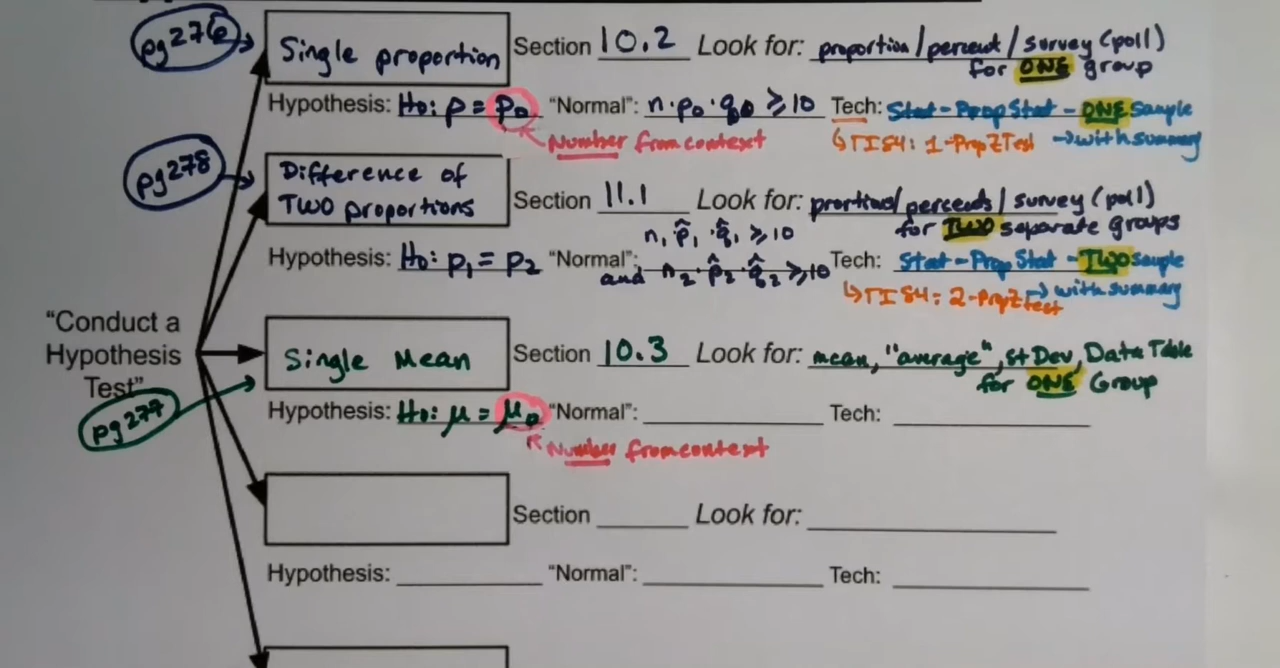 pg 276
Single proportion
Section 10.2 Look for: proportion / percent / survey (poll)
for ONE group
Hypothesis: H₀: p = p₀ "Normal": n·p₀·q₀ ≥ 10 Tech: Stat - Prop Stat - ONE sample
Number from context
↳TI84: 1-PropZTest → with summary
pg 278
Difference of
TWO proportions
Section 11.1 Look for: prortions/ percents / survey (poll)
for TWO separate groups
Hypothesis: H₀: p₁ = p₂ "Normal": n₁ p̂₁ · q̂₁ ≥ 10
and n₂ · p̂₂ · q̂₂ ≥ 10 Tech: Stat - Prop Stat - TWO sample
↳TI84: 2-PropZTest → with summary
"Conduct a
Hypothesis
Test"
pg 277
Single Mean
Section 10.3 Look for: mean, "average", st Dev, Data Table
for ONE Group
Hypothesis: H₀: μ = μ₀ "Normal": Tech:
Number from context
Section Look for:
Hypothesis: "Normal": Tech: